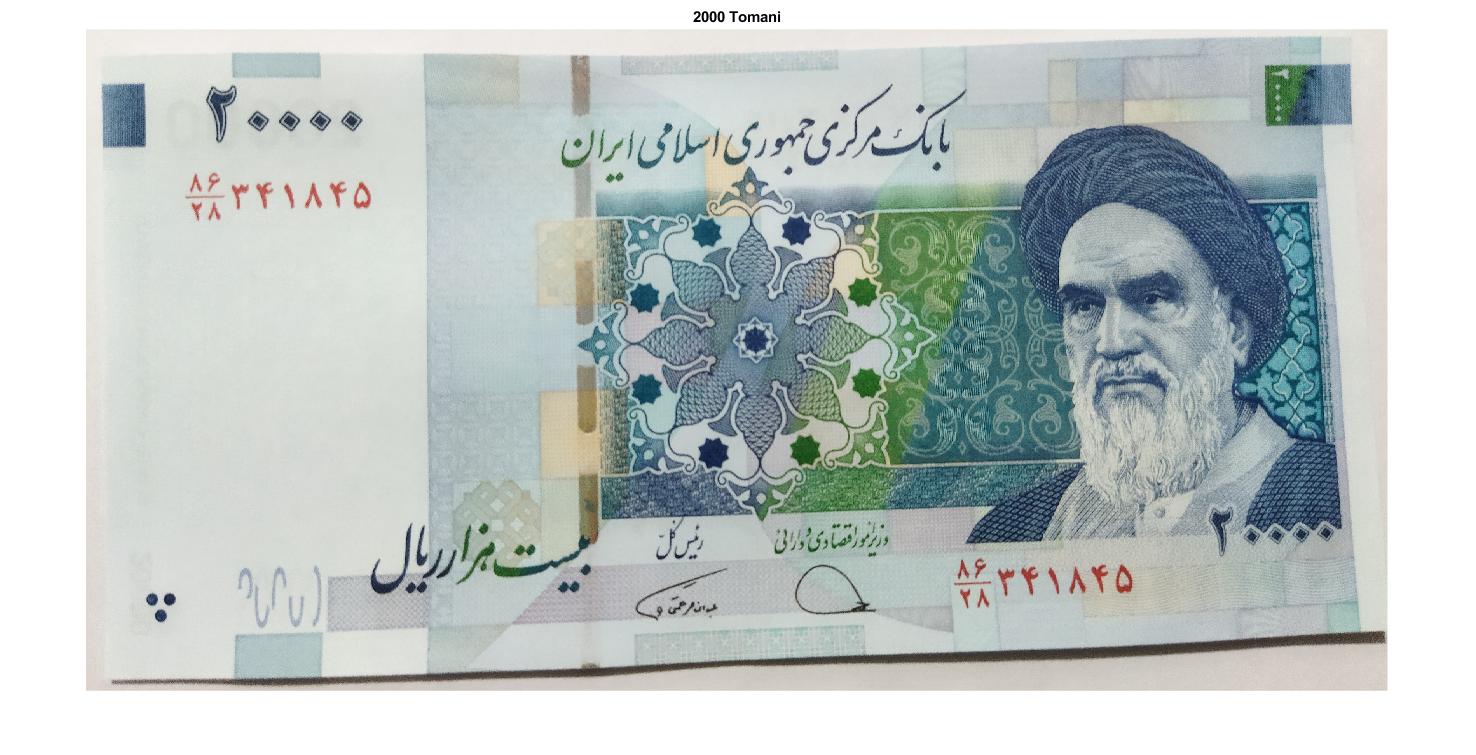 2000 Tomani
۲۰۰۰۰
بانک مرکزی جمهوری اسلامی ایران
۸۶/۲۸ ۳۴۱۸۴۵
بیست هزار ریال
رئیس کل
وزیر امور اقتصادی و دارائی
۲۰۰۰۰
۸۶/۲۸ ۳۴۱۸۴۵